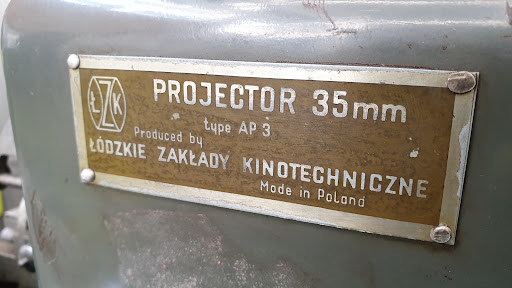 ŁZK
PROJECTOR 35mm
type AP 3
Produced by
ŁÓDZKIE ZAKŁADY KINOTECHNICZNE
Made in Poland